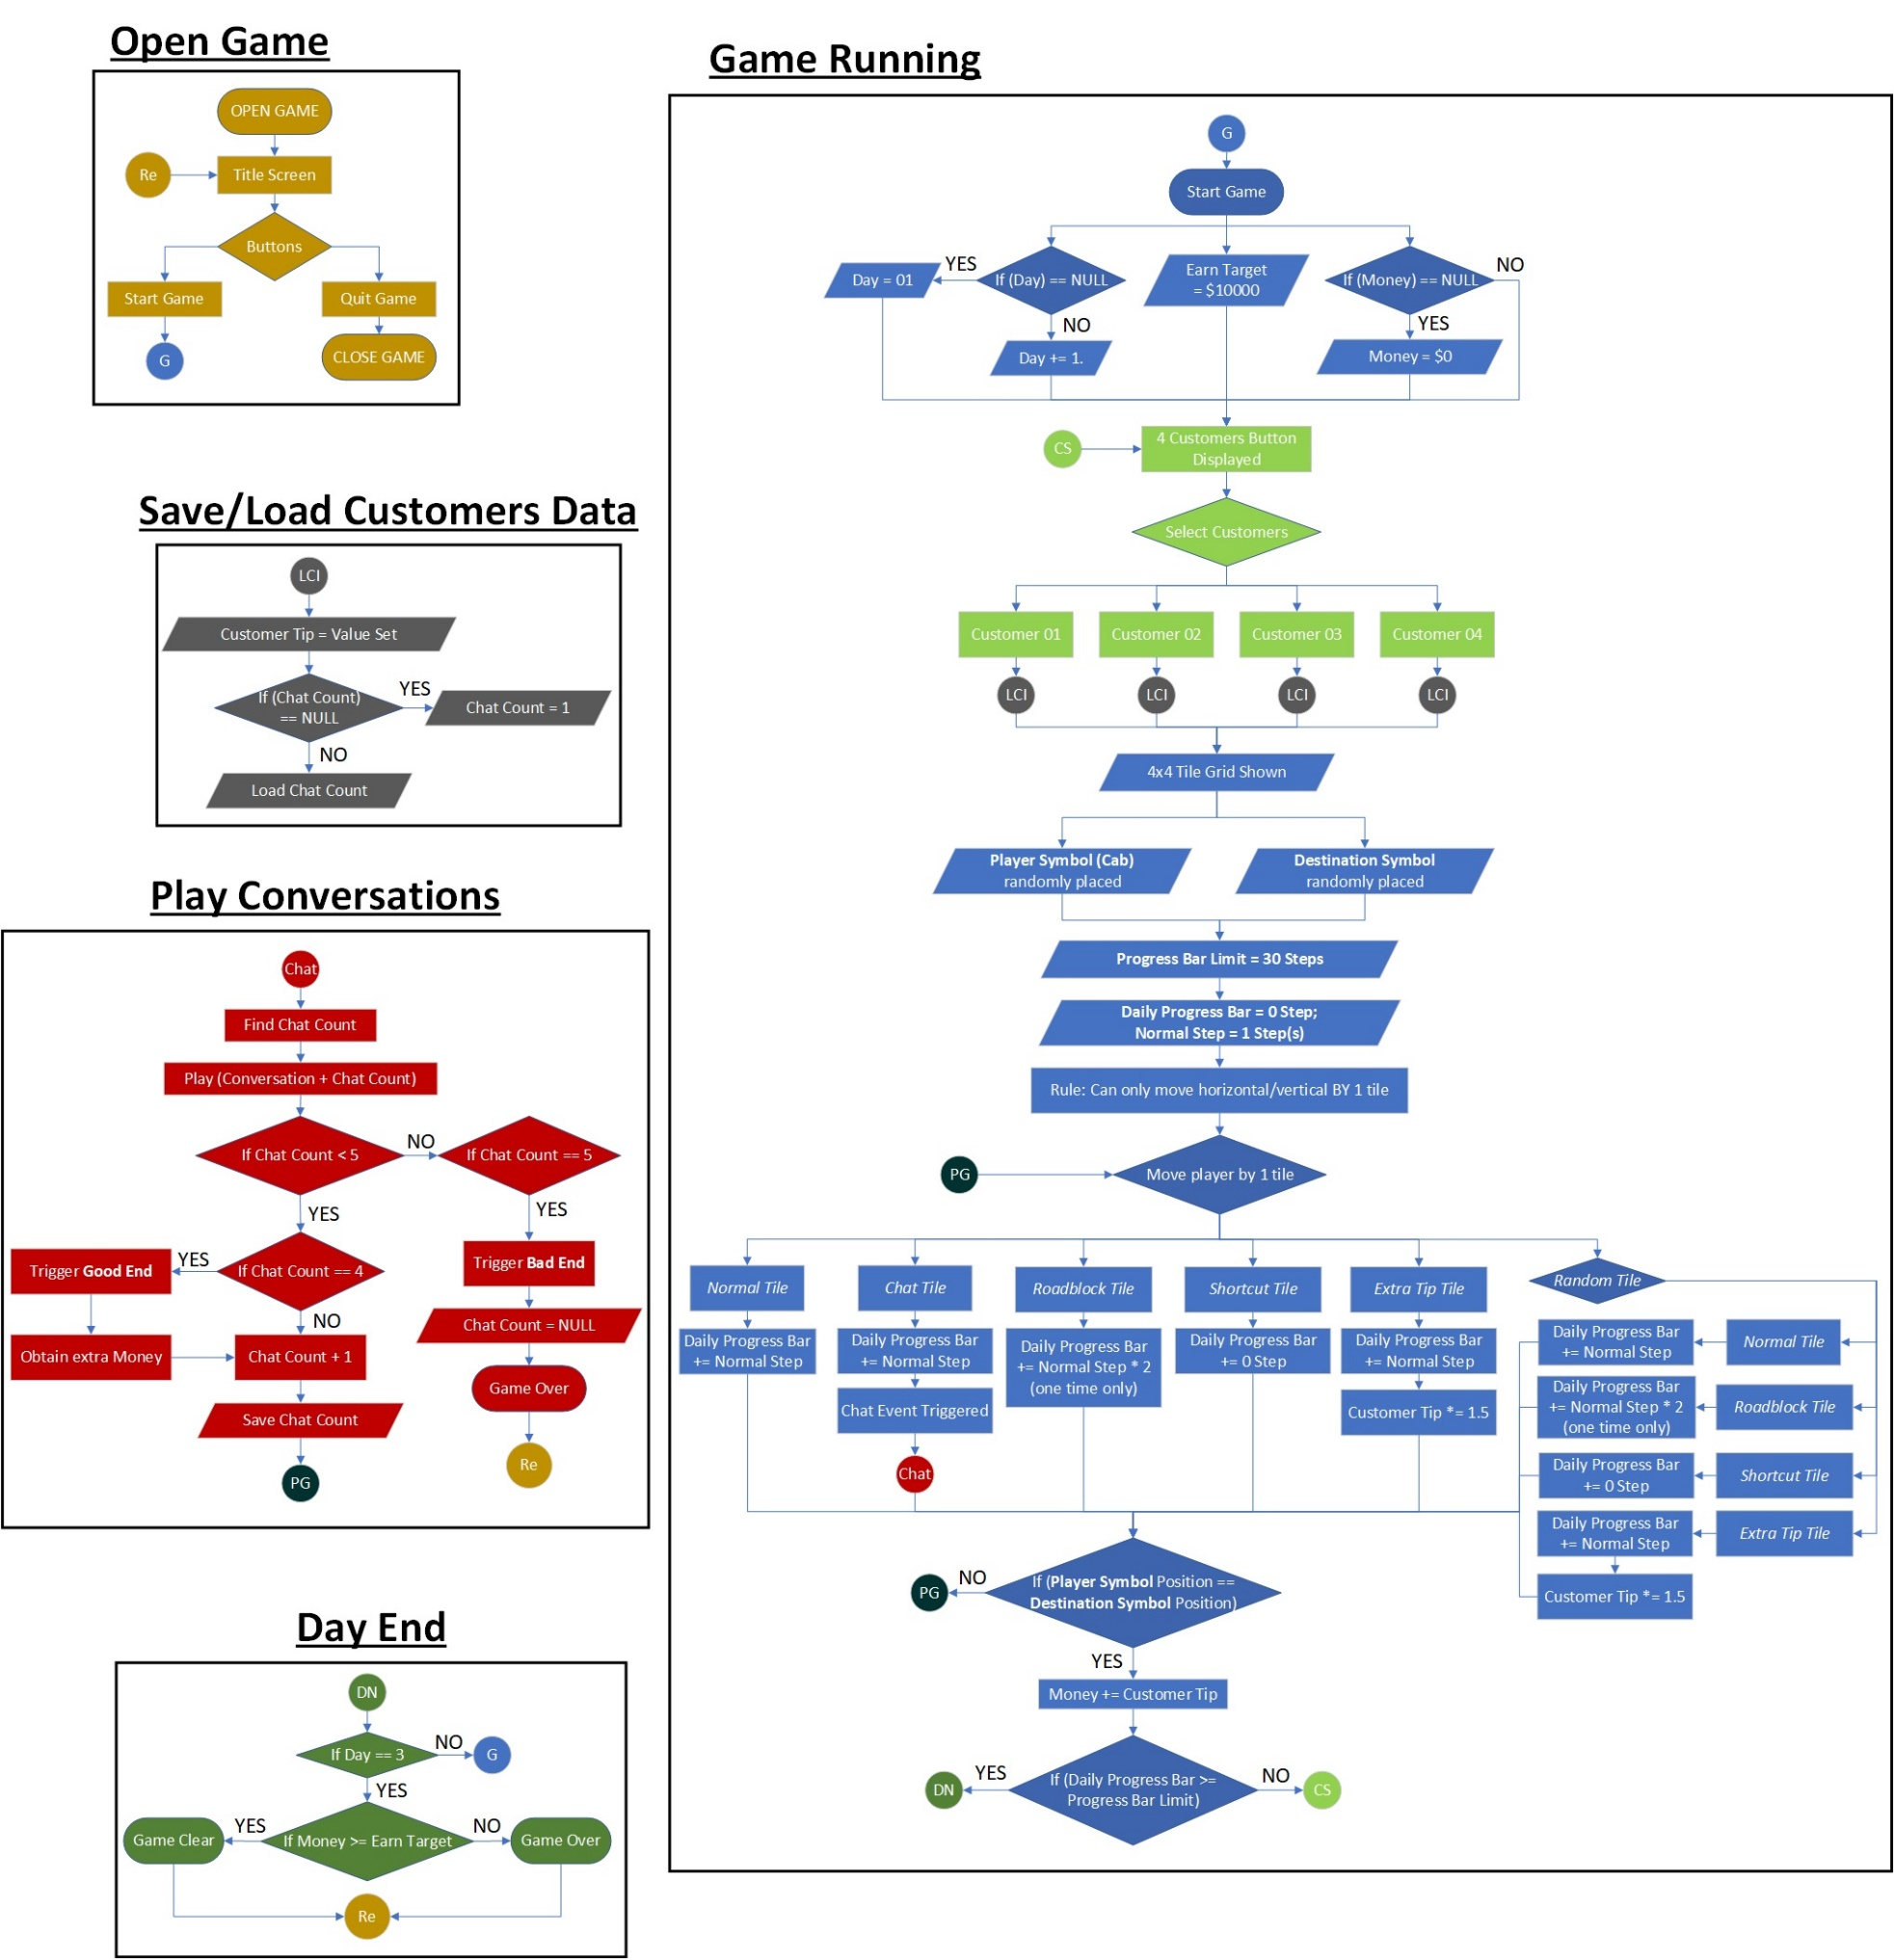 Open Game
OPEN GAME
Re
Title Screen
Buttons
Start Game
Quit Game
G
CLOSE GAME
Save/Load Customers Data
LCI
Customer Tip = Value Set
If (Chat Count)
== NULL
YES
Chat Count = 1
NO
Load Chat Count
Play Conversations
Chat
Find Chat Count
Play (Conversation + Chat Count)
If Chat Count < 5
NO
If Chat Count == 5
YES
YES
Trigger Good End
YES
If Chat Count == 4
Trigger Bad End
NO
Chat Count = NULL
Obtain extra Money
Chat Count + 1
Game Over
Save Chat Count
Re
PG
Day End
DN
If Day == 3
NO
G
YES
Game Clear
YES
If Money >= Earn Target
NO
Game Over
Re
Game Running
G
Start Game
Day = 01
YES
If (Day) == NULL
Earn Target
= $10000
If (Money) == NULL
NO
NO
YES
Day += 1.
Money = $0
CS
4 Customers Button
Displayed
Select Customers
Customer 01
Customer 02
Customer 03
Customer 04
LCI
LCI
LCI
LCI
4x4 Tile Grid Shown
Player Symbol (Cab)
randomly placed
Destination Symbol
randomly placed
Progress Bar Limit = 30 Steps
Daily Progress Bar = 0 Step;
Normal Step = 1 Step(s)
Rule: Can only move horizontal/vertical BY 1 tile
PG
Move player by 1 tile
Normal Tile
Daily Progress Bar
+= Normal Step
Chat Tile
Daily Progress Bar
+= Normal Step
Chat Event Triggered
Chat
Roadblock Tile
Daily Progress Bar
+= Normal Step * 2
(one time only)
Shortcut Tile
Daily Progress Bar
+= 0 Step
Extra Tip Tile
Daily Progress Bar
+= Normal Step
Customer Tip *= 1.5
Random Tile
Daily Progress Bar
+= Normal Step
Normal Tile
Daily Progress Bar
+= Normal Step * 2
(one time only)
Roadblock Tile
Daily Progress Bar
+= 0 Step
Shortcut Tile
Daily Progress Bar
+= Normal Step
Extra Tip Tile
Customer Tip *= 1.5
PG
NO
If (Player Symbol Position ==
Destination Symbol Position)
YES
Money += Customer Tip
DN
YES
If (Daily Progress Bar >=
Progress Bar Limit)
NO
CS